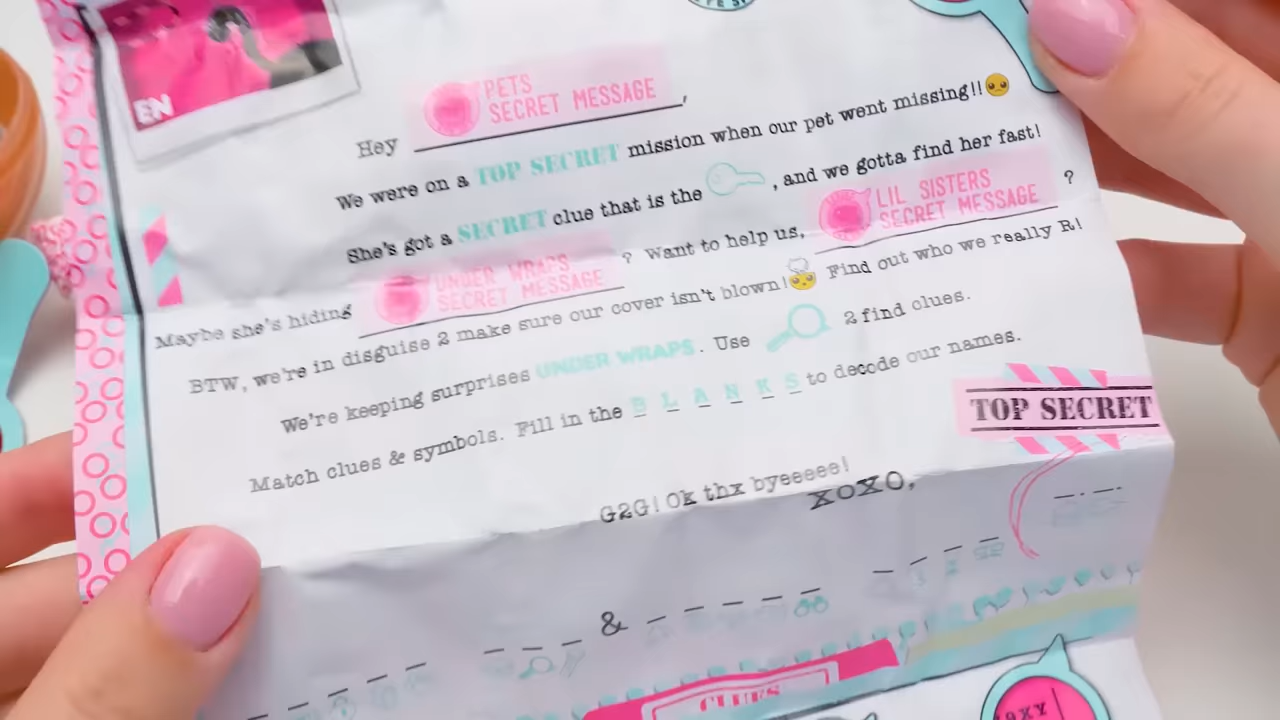 EN
Hey PETS SECRET MESSAGE,
We were on a TOP SECRET mission when our pet went missing!!
She's got a SECRET clue that is the , and we gotta find her fast!
Maybe she's hiding UNDER WRAPS SECRET MESSAGE ? Want to help us, LIL SISTERS SECRET MESSAGE ?
BTW, we're in disguise 2 make sure our cover isn't blown! Find out who we really R!
We're keeping surprises UNDER WRAPS. Use 2 find clues.
Match clues & symbols. Fill in the B L A N K S to decode our names.
TOP SECRET
G2G! Ok thx byeeeee!
XOXO,
&
CLUES